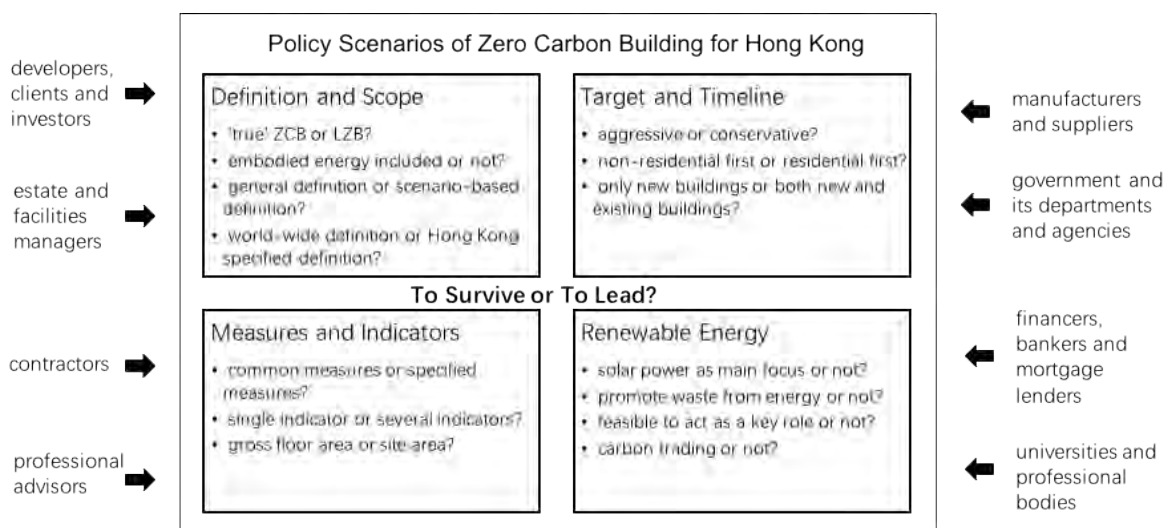 Policy Scenarios of Zero Carbon Building for Hong Kong
developers,
clients and
investors
estate and
facilities
managers
contractors
professional
advisors
Definition and Scope
• 'true' ZCB or LZB?
• embodied energy included or not?
• general definition or scenario-based
definition?
• world-wide definition or Hong Kong
specified definition?
Target and Timeline
• aggressive or conservative?
• non-residential first or residential first?
• only new buildings or both new and
existing buildings?
To Survive or To Lead?
Measures and Indicators
• common measures or specified
measures?
• single indicator or several indicators?
• gross floor area or site area?
Renewable Energy
• solar power as main focus or not?
• promote waste from energy or not?
• feasible to act as a key role or not?
• carbon trading or not?
manufacturers
and suppliers
government and
its departments
and agencies
financers,
bankers and
mortgage
lenders
universities and
professional
bodies